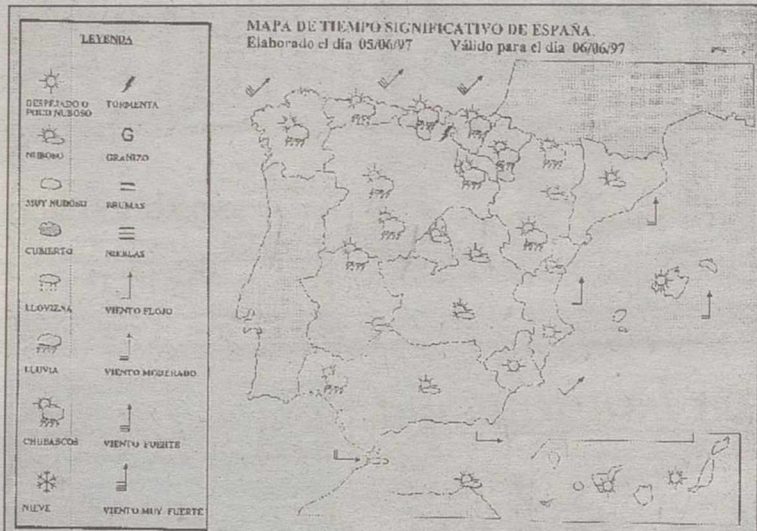 MAPA DE TIEMPO SIGNIFICATIVO DE ESPAÑA.
Elaborado el día 05/06/97 Válido para el día 06/06/97
LEYENDA
DESPEJADO O POCO NUBOSO
TORMENTA
NUBOSO
G
GRANIZO
MUY NUBOSO
BRUMAS
CUBIERTO
NIEBLAS
LLOVIZNA
VIENTO FLOJO
LLUVIA
VIENTO MODERADO
CHUBASCOS
VIENTO FUERTE
NIEVE
VIENTO MUY FUERTE